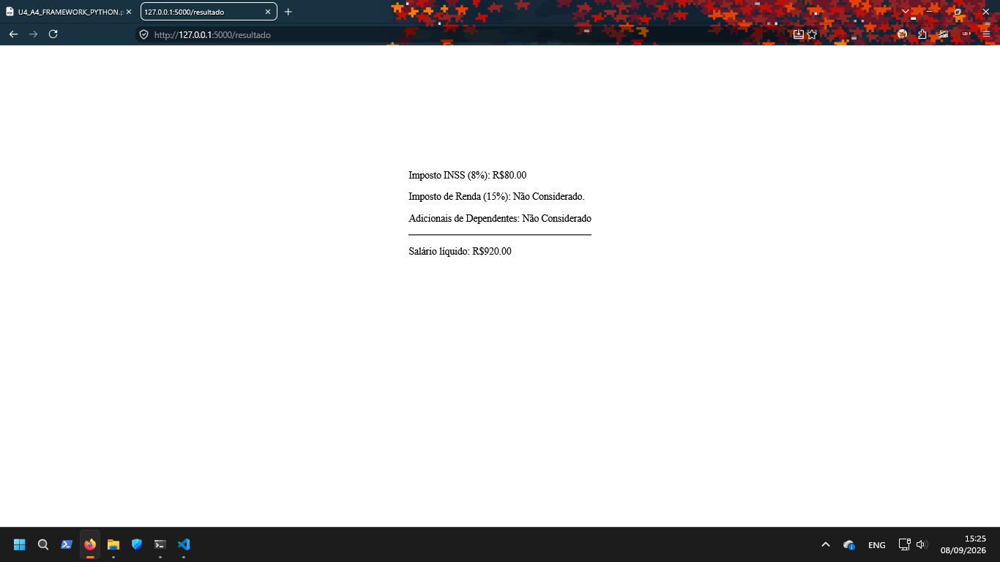 U4_A4_FRAMEWORK_PYTHON.p
127.0.0.1:5000/resultado
http://127.0.0.1:5000/resultado
Imposto INSS (8%): R$80.00
Imposto de Renda (15%): Não Considerado.
Adicionais de Dependentes: Não Considerado
Salário líquido: R$920.00
ENG
15:25
08/09/2026